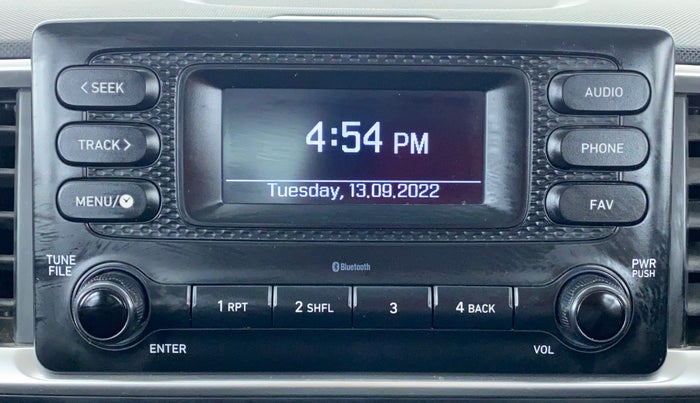 < SEEK
AUDIO
4:54 PM
TRACK >
PHONE
Tuesday, 13.09.2022
MENU/
FAV
TUNE
FILE
Bluetooth
PWR
PUSH
1 RPT
2 SHFL
3
4 BACK
ENTER
VOL